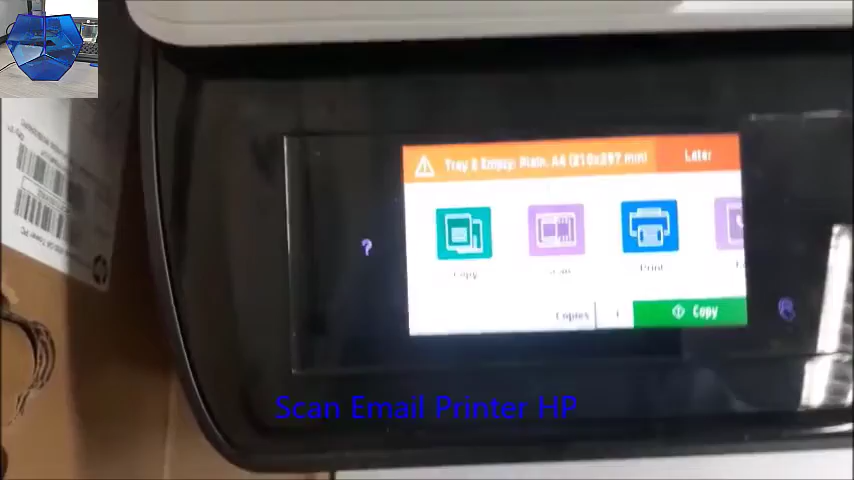 Tray 2 Empty: Plain, A4 (210x297 mm)
Later
Copy
Scan
Print
Copies
1
Copy
?
Scan Email Printer HP